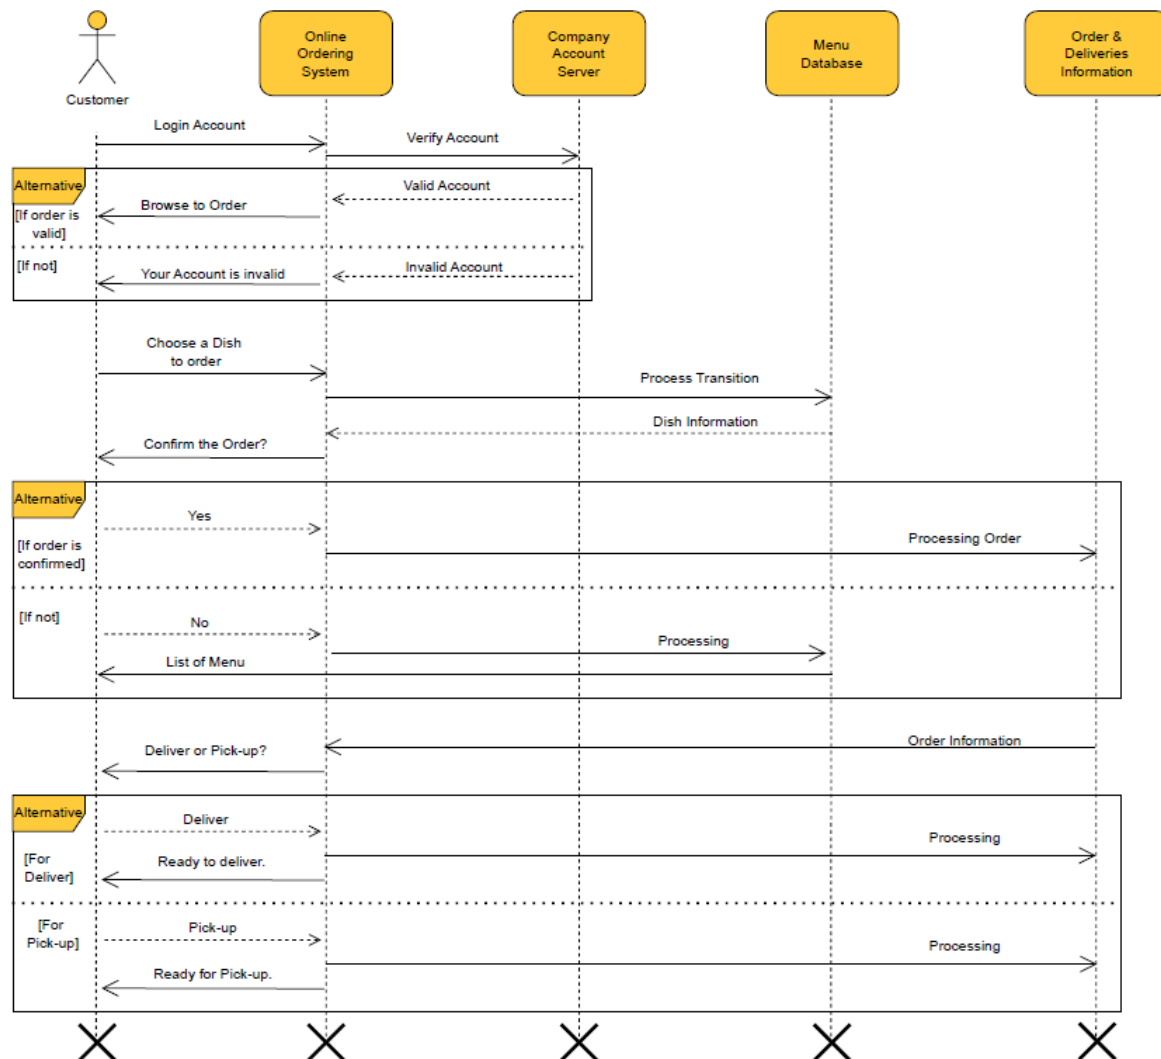 Customer
Online
Ordering
System
Company
Account
Server
Menu
Database
Order &
Deliveries
Information
Login Account
Verify Account
Alternative
Valid Account
Browse to Order
[If order is
valid]
[If not]
Invalid Account
Your Account is invalid
Choose a Dish
to order
Process Transition
Dish Information
Confirm the Order?
Alternative
Yes
[If order is
confirmed]
Processing Order
[If not]
No
Processing
List of Menu
Order Information
Deliver or Pick-up?
Alternative
Deliver
Processing
[For
Deliver]
Ready to deliver.
[For
Pick-up]
Pick-up
Processing
Ready for Pick-up.